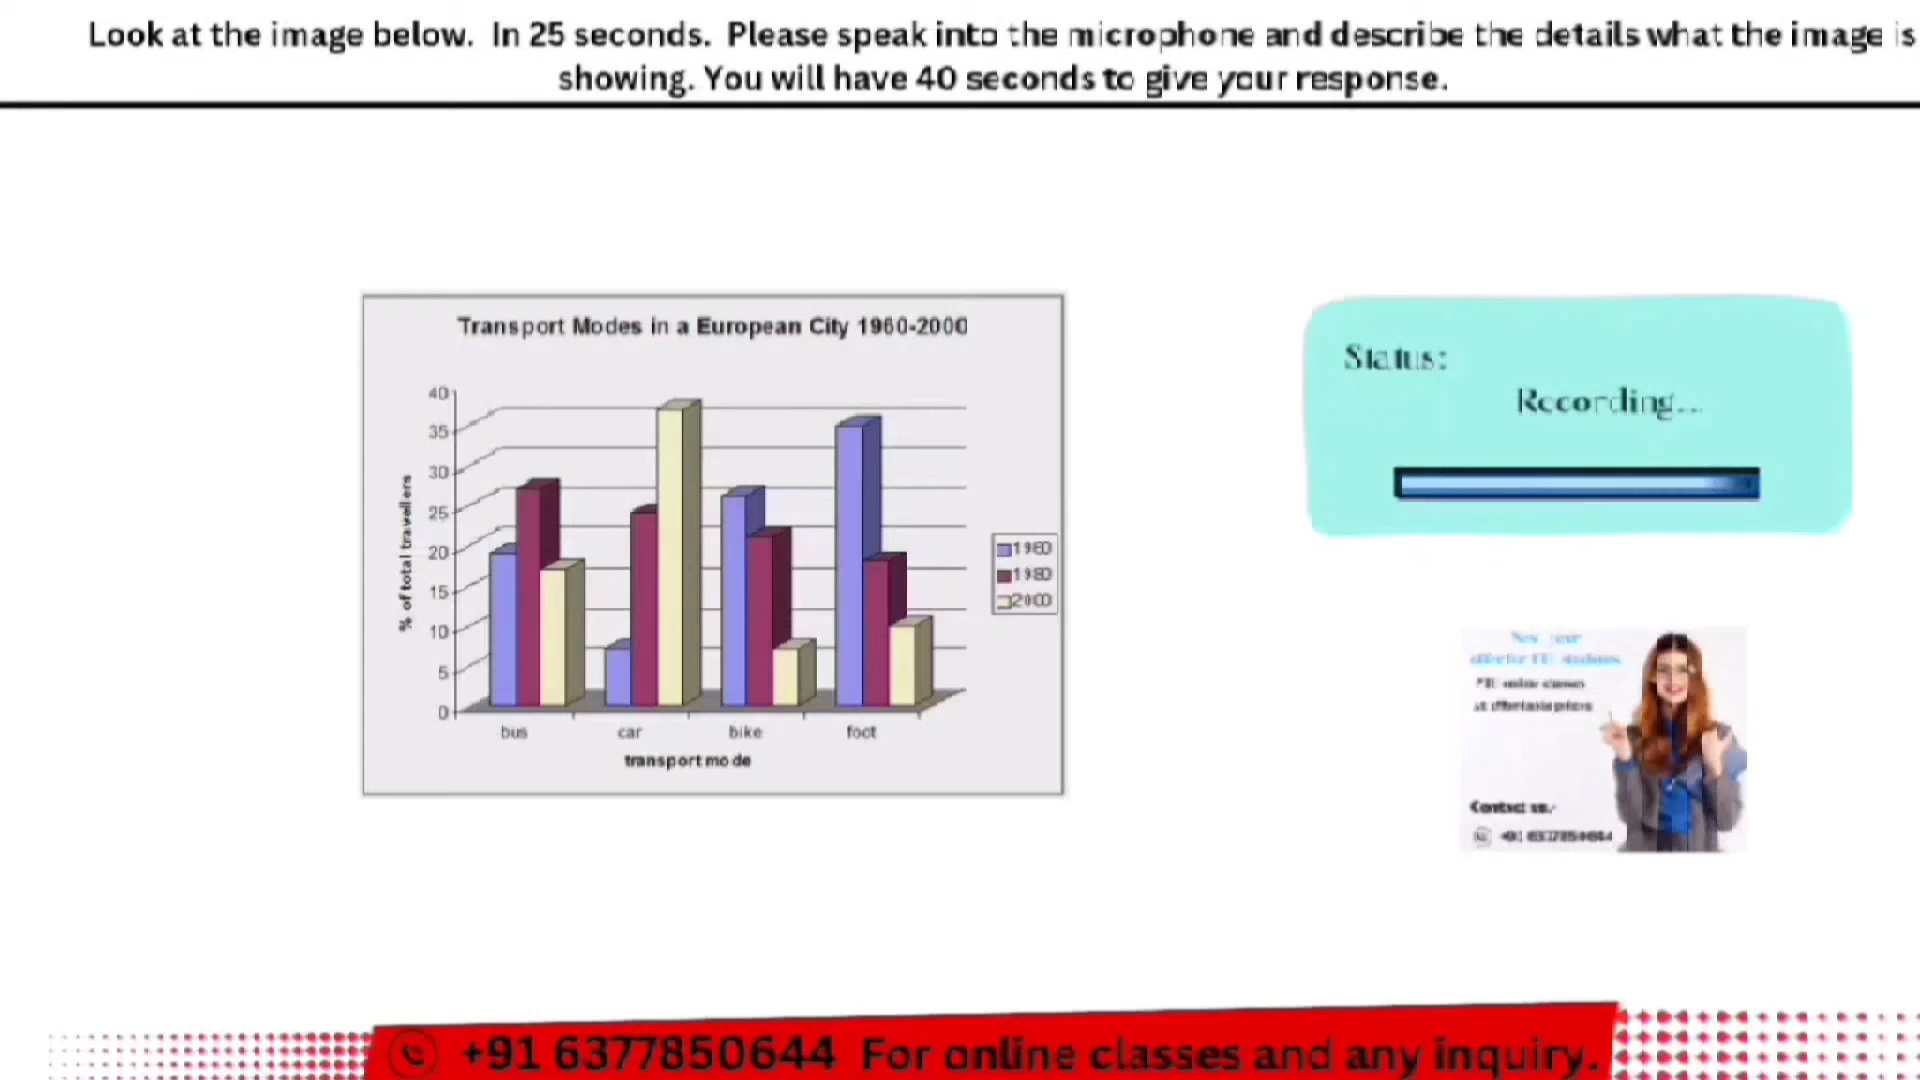 Look at the image below. In 25 seconds. Please speak into the microphone and describe the details what the image is
showing. You will have 40 seconds to give your response.
Transport Modes in a European City 1960-2000
% of total travellers
40
35
30
25
20
15
10
5
0
bus car bike foot
transport mode
1960
1980
2000
Status:
Recording...
Contact us:-
+91 6377850644
+91 6377850644 For online classes and any inquiry.